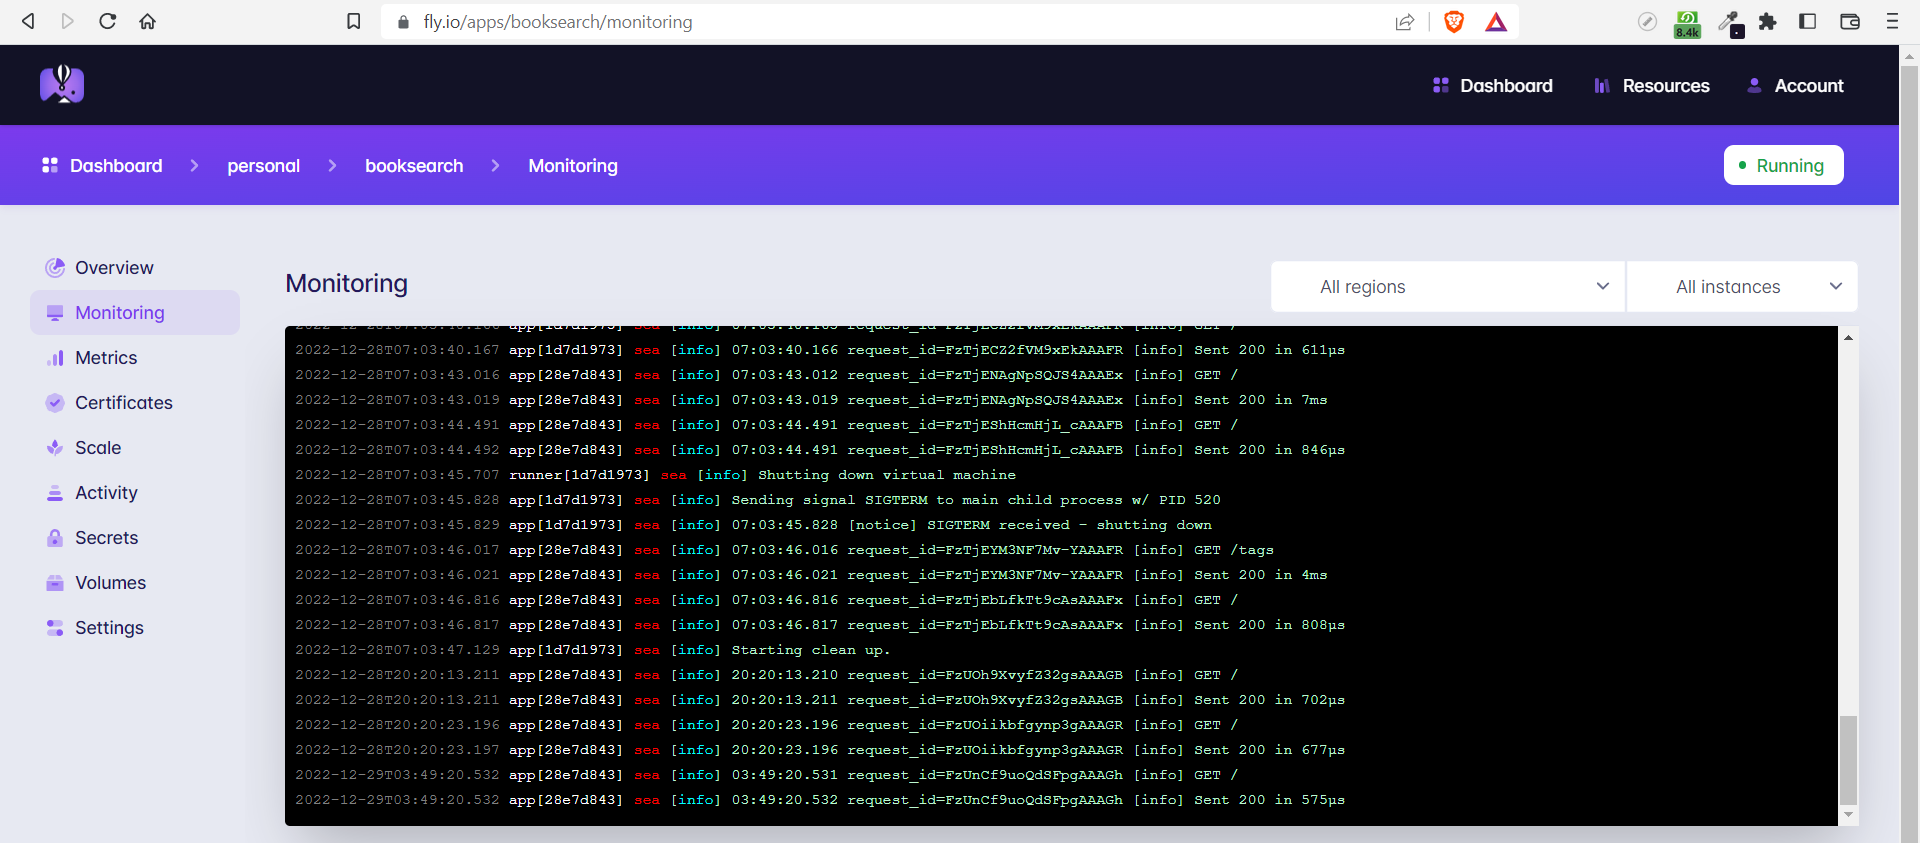 fly.io/apps/booksearch/monitoring
8.4k
Dashboard Resources Account
Dashboard personal booksearch Monitoring Running
Overview
Monitoring
Metrics
Certificates
Scale
Activity
Secrets
Volumes
Settings
Monitoring All regions All instances
2022-12-28T07:03:40.167 app[1d7d1973] sea [info] 07:03:40.166 request_id=FzTjECZ2fVM9xEkAAAFR [info] Sent 200 in 611µs
2022-12-28T07:03:43.016 app[28e7d843] sea [info] 07:03:43.012 request_id=FzTjENAgNpSQJS4AAAEx [info] GET /
2022-12-28T07:03:43.019 app[28e7d843] sea [info] 07:03:43.019 request_id=FzTjENAgNpSQJS4AAAEx [info] Sent 200 in 7ms
2022-12-28T07:03:44.491 app[28e7d843] sea [info] 07:03:44.491 request_id=FzTjEShHcmHjL_cAAAFB [info] GET /
2022-12-28T07:03:44.492 app[28e7d843] sea [info] 07:03:44.491 request_id=FzTjEShHcmHjL_cAAAFB [info] Sent 200 in 846µs
2022-12-28T07:03:45.707 runner[1d7d1973] sea [info] Shutting down virtual machine
2022-12-28T07:03:45.828 app[1d7d1973] sea [info] Sending signal SIGTERM to main child process w/ PID 520
2022-12-28T07:03:45.829 app[1d7d1973] sea [info] 07:03:45.828 [notice] SIGTERM received - shutting down
2022-12-28T07:03:46.017 app[28e7d843] sea [info] 07:03:46.016 request_id=FzTjEYM3NF7Mv-YAAAFR [info] GET /tags
2022-12-28T07:03:46.021 app[28e7d843] sea [info] 07:03:46.021 request_id=FzTjEYM3NF7Mv-YAAAFR [info] Sent 200 in 4ms
2022-12-28T07:03:46.816 app[28e7d843] sea [info] 07:03:46.816 request_id=FzTjEbLfkTt9cAsAAAFx [info] GET /
2022-12-28T07:03:46.817 app[28e7d843] sea [info] 07:03:46.817 request_id=FzTjEbLfkTt9cAsAAAFx [info] Sent 200 in 808µs
2022-12-28T07:03:47.129 app[1d7d1973] sea [info] Starting clean up.
2022-12-28T20:20:13.211 app[28e7d843] sea [info] 20:20:13.210 request_id=FzUOh9XvyfZ32gsAAAGB [info] GET /
2022-12-28T20:20:13.211 app[28e7d843] sea [info] 20:20:13.211 request_id=FzUOh9XvyfZ32gsAAAGB [info] Sent 200 in 702µs
2022-12-28T20:20:23.196 app[28e7d843] sea [info] 20:20:23.196 request_id=FzUOiikbfgynp3gAAAGR [info] GET /
2022-12-28T20:20:23.197 app[28e7d843] sea [info] 20:20:23.196 request_id=FzUOiikbfgynp3gAAAGR [info] Sent 200 in 677µs
2022-12-29T03:49:20.532 app[28e7d843] sea [info] 03:49:20.531 request_id=FzUnCf9uoQdSFpgAAAGh [info] GET /
2022-12-29T03:49:20.532 app[28e7d843] sea [info] 03:49:20.532 request_id=FzUnCf9uoQdSFpgAAAGh [info] Sent 200 in 575µs